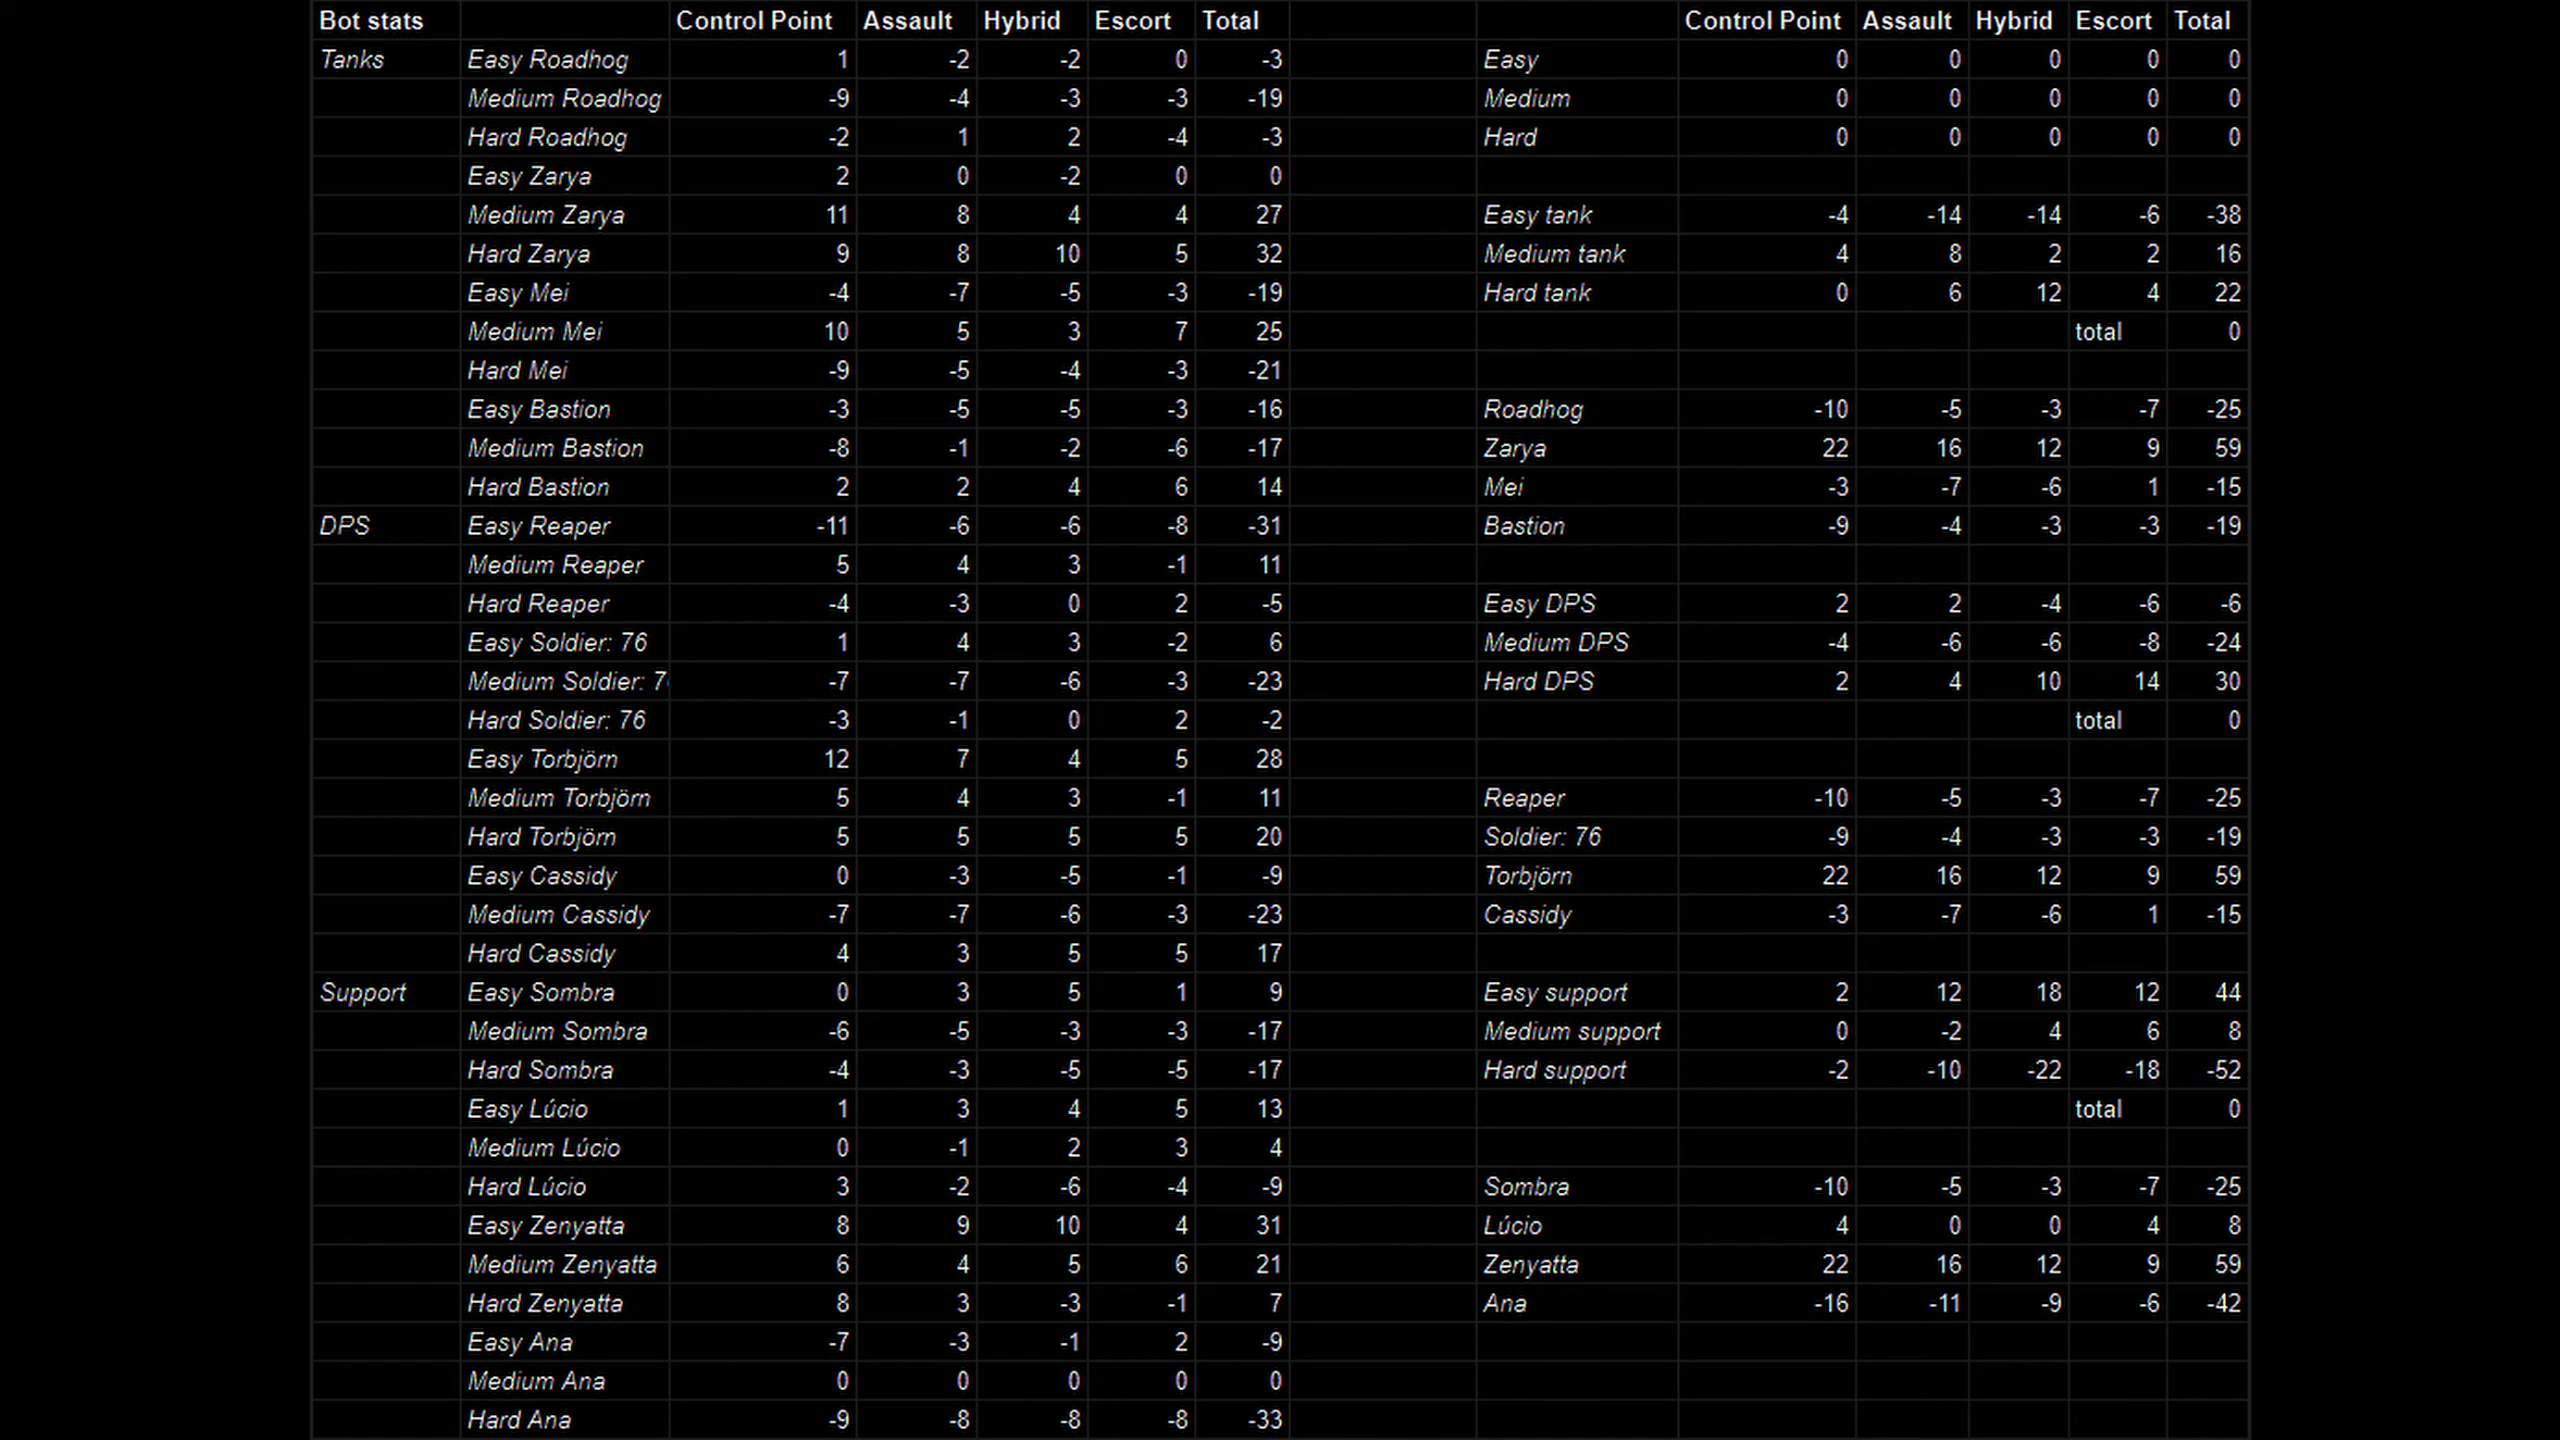 Bot stats Control Point Assault Hybrid Escort Total Control Point Assault Hybrid Escort Total
Tanks Easy Roadhog 1 -2 -2 0 -3 Easy 0 0 0 0 0
Medium Roadhog -9 -4 -3 -3 -19 Medium 0 0 0 0 0
Hard Roadhog -2 1 2 -4 -3 Hard 0 0 0 0 0
Easy Zarya 2 0 -2 0 0
Medium Zarya 11 8 4 4 27 Easy tank -4 -14 -14 -6 -38
Hard Zarya 9 8 10 5 32 Medium tank 4 8 2 2 16
Easy Mei -4 -7 -5 -3 -19 Hard tank 0 6 12 4 22
Medium Mei 10 5 3 7 25 total 0
Hard Mei -9 -5 -4 -3 -21
Easy Bastion -3 -5 -5 -3 -16 Roadhog -10 -5 -3 -7 -25
Medium Bastion -8 -1 -2 -6 -17 Zarya 22 16 12 9 59
Hard Bastion 2 2 4 6 14 Mei -3 -7 -6 1 -15
DPS Easy Reaper -11 -6 -6 -8 -31 Bastion -9 -4 -3 -3 -19
Medium Reaper 5 4 3 -1 11
Hard Reaper -4 -3 0 2 -5 Easy DPS 2 2 -4 -6 -6
Easy Soldier: 76 1 4 3 -2 6 Medium DPS -4 -6 -6 -8 -24
Medium Soldier: 7 -7 -7 -6 -3 -23 Hard DPS 2 4 10 14 30
Hard Soldier: 76 -3 -1 0 2 -2 total 0
Easy Torbjörn 12 7 4 5 28
Medium Torbjörn 5 4 3 -1 11 Reaper -10 -5 -3 -7 -25
Hard Torbjörn 5 5 5 5 20 Soldier: 76 -9 -4 -3 -3 -19
Easy Cassidy 0 -3 -5 -1 -9 Torbjörn 22 16 12 9 59
Medium Cassidy -7 -7 -6 -3 -23 Cassidy -3 -7 -6 1 -15
Hard Cassidy 4 3 5 5 17
Support Easy Sombra 0 3 5 1 9 Easy support 2 12 18 12 44
Medium Sombra -6 -5 -3 -3 -17 Medium support 0 -2 4 6 8
Hard Sombra -4 -3 -5 -5 -17 Hard support -2 -10 -22 -18 -52
Easy Lúcio 1 3 4 5 13 total 0
Medium Lúcio 0 -1 2 3 4
Hard Lúcio 3 -2 -6 -4 -9 Sombra -10 -5 -3 -7 -25
Easy Zenyatta 8 9 10 4 31 Lúcio 4 0 0 4 8
Medium Zenyatta 6 4 5 6 21 Zenyatta 22 16 12 9 59
Hard Zenyatta 8 3 -3 -1 7 Ana -16 -11 -9 -6 -42
Easy Ana -7 -3 -1 2 -9
Medium Ana 0 0 0 0 0
Hard Ana -9 -8 -8 -8 -33